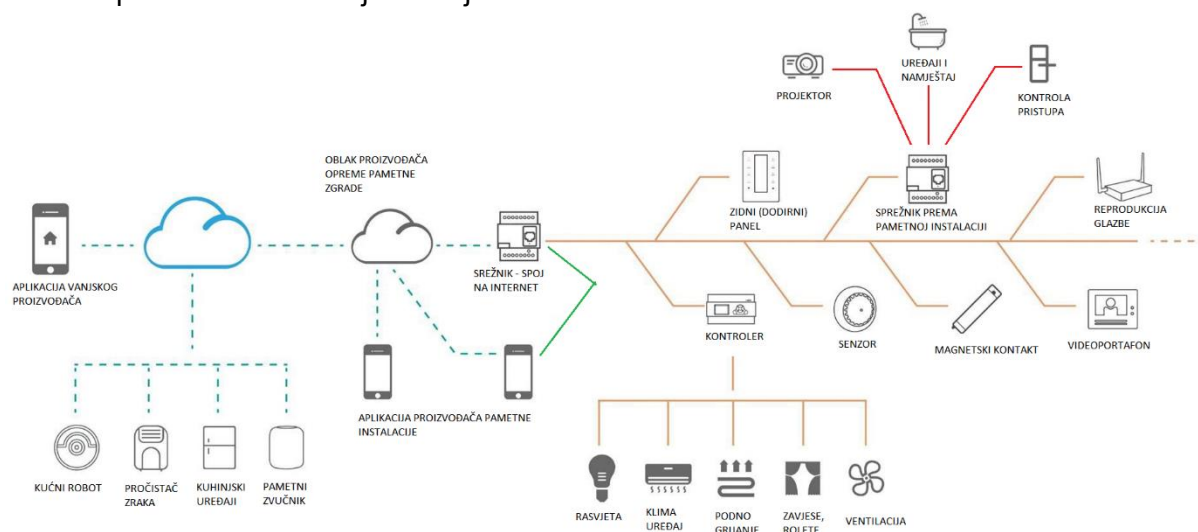 PROJEKTOR
UREĐAJI I
NAMJEŠTAJ
KONTROLA
PRISTUPA
OBLAK PROIZVOĐAČA
OPREME PAMETNE
ZGRADE
ZIDNI (DODIRNI)
PANEL
SPREŽNIK PREMA
PAMETNOJ INSTALACIJI
REPRODUKCIJA
GLAZBE
APLIKACIJA VANJSKOG
PROIZVOĐAČA
SREŽNIK - SPOJ
NA INTERNET
KONTROLER
SENZOR
MAGNETSKI KONTAKT
VIDEOPORTAFON
APLIKACIJA PROIZVOĐAČA PAMETNE
INSTALACIJE
KUĆNI ROBOT
PROČISTAČ
ZRAKA
KUHINJSKI
UREĐAJI
PAMETNI
ZVUČNIK
RASVJETA
KLIMA
UREĐAJ
PODNO
GRIJANJE
ZAVJESE,
ROLETE
VENTILACIJA